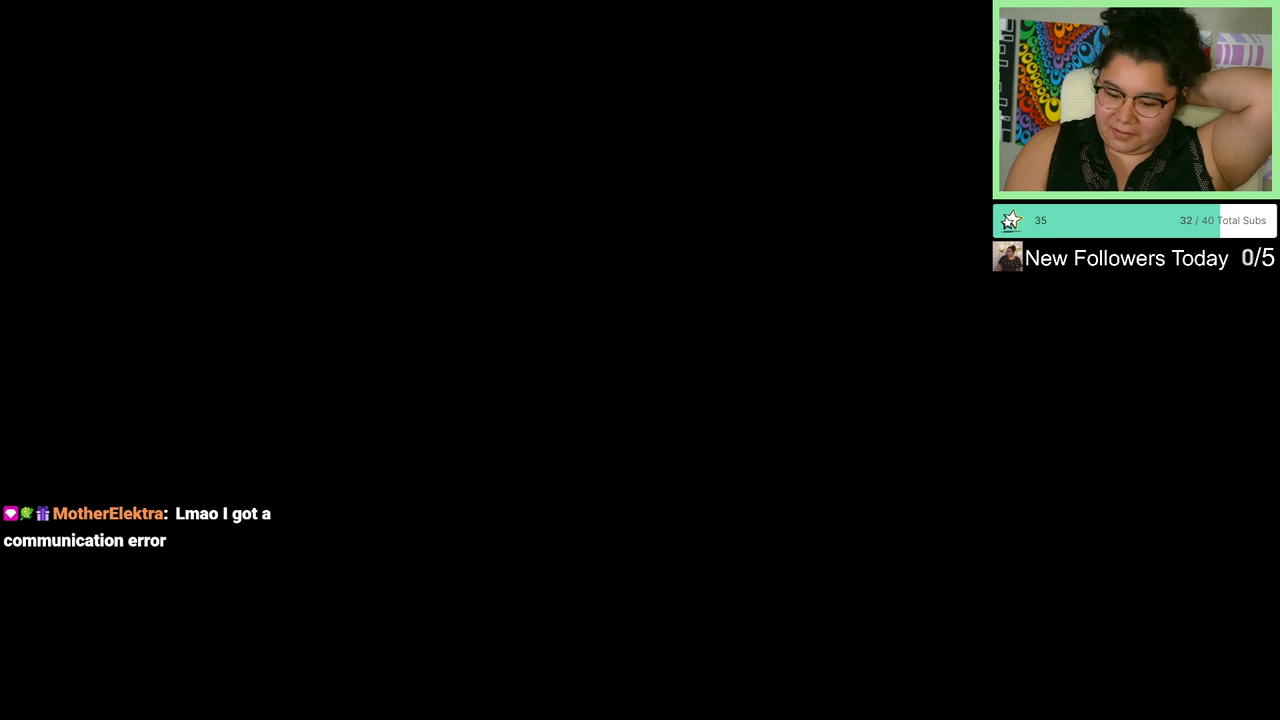 35
32 / 40 Total Subs
New Followers Today 0/5
MotherElektra: Lmao I got a
communication error